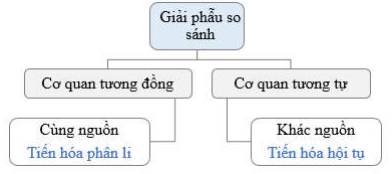 Giải phẫu so
sánh
Cơ quan tương đồng
Cơ quan tương tự
Cùng nguồn
Tiến hóa phân li
Khác nguồn
Tiến hóa hội tụ